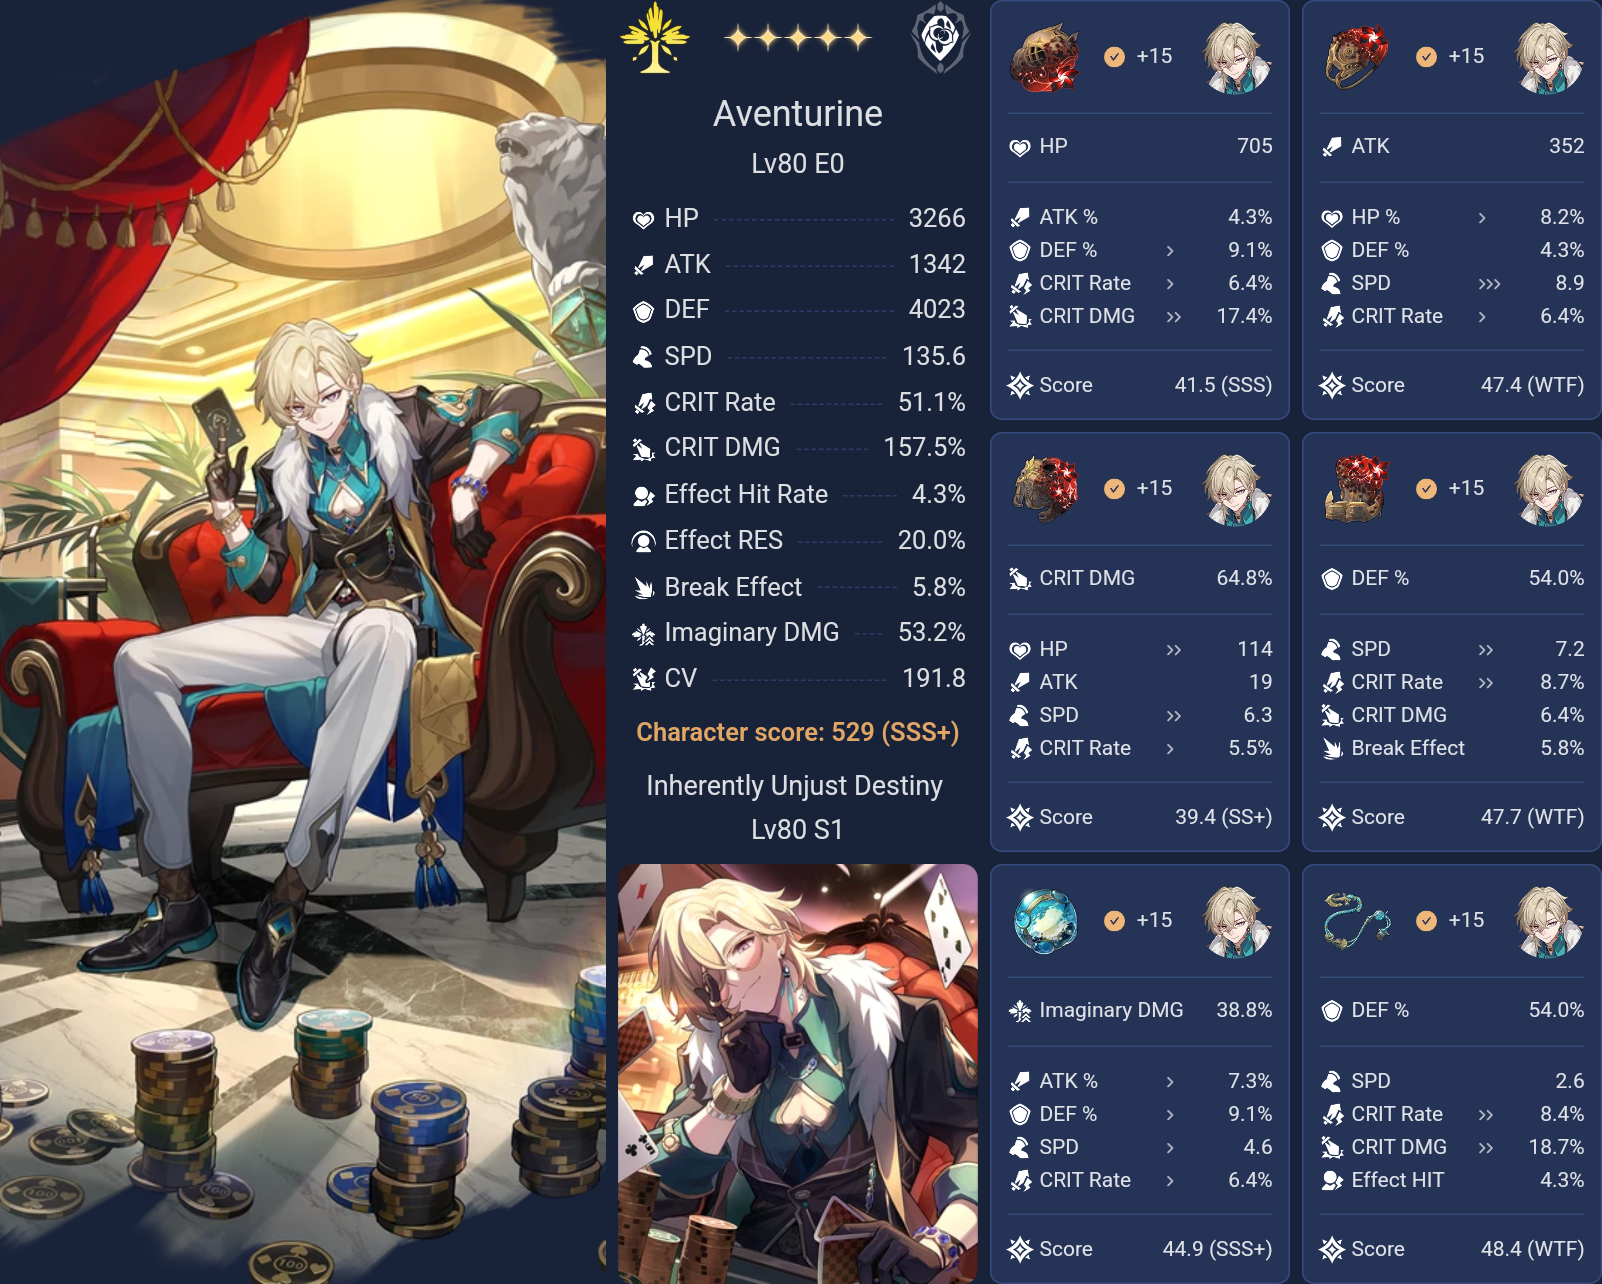 Aventurine
Lv80 E0
HP 3266
ATK 1342
DEF 4023
SPD 135.6
CRIT Rate 51.1%
CRIT DMG 157.5%
Effect Hit Rate 4.3%
Effect RES 20.0%
Break Effect 5.8%
Imaginary DMG 53.2%
CV 191.8
Character score: 529 (SSS+)
Inherently Unjust Destiny
Lv80 S1
+15
HP 705
ATK % 4.3%
DEF % > 9.1%
CRIT Rate > 6.4%
CRIT DMG >> 17.4%
Score 41.5 (SSS)
+15
ATK 352
HP % > 8.2%
DEF % 4.3%
SPD >>> 8.9
CRIT Rate > 6.4%
Score 47.4 (WTF)
+15
CRIT DMG 64.8%
HP >> 114
ATK 19
SPD >> 6.3
CRIT Rate > 5.5%
Score 39.4 (SS+)
+15
DEF % 54.0%
SPD >> 7.2
CRIT Rate >> 8.7%
CRIT DMG 6.4%
Break Effect 5.8%
Score 47.7 (WTF)
+15
Imaginary DMG 38.8%
ATK % > 7.3%
DEF % > 9.1%
SPD > 4.6
CRIT Rate > 6.4%
Score 44.9 (SSS+)
+15
DEF % 54.0%
SPD 2.6
CRIT Rate >> 8.4%
CRIT DMG >> 18.7%
Effect HIT 4.3%
Score 48.4 (WTF)
50
100
100
100
100